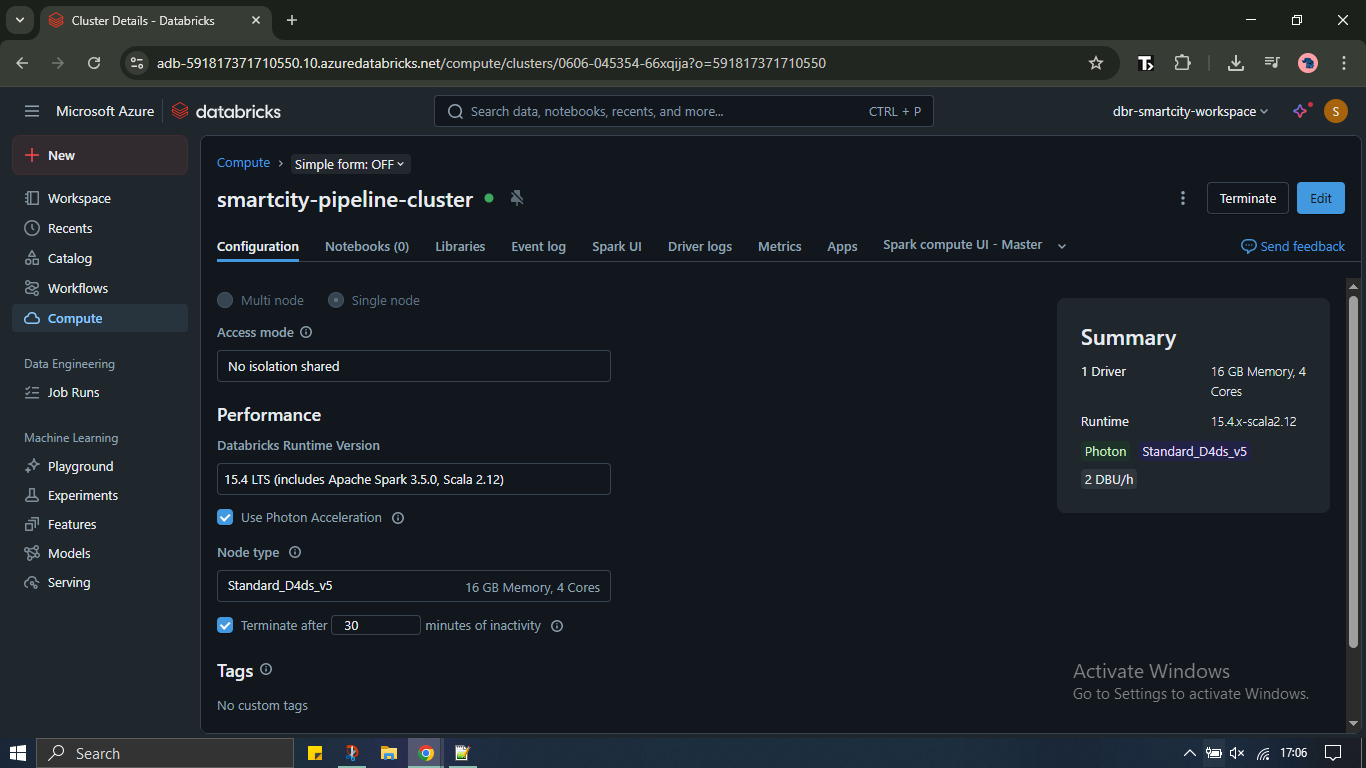 Cluster Details - Databricks
adb-591817371710550.10.azuredatabricks.net/compute/clusters/0606-045354-66xqija?o=591817371710550
Microsoft Azure databricks
Search data, notebooks, recents, and more... CTRL + P
dbr-smartcity-workspace
S
New
Workspace
Recents
Catalog
Workflows
Compute
Data Engineering
Job Runs
Machine Learning
Playground
Experiments
Features
Models
Serving
Compute › Simple form: OFF
smartcity-pipeline-cluster
Terminate Edit
Configuration Notebooks (0) Libraries Event log Spark UI Driver logs Metrics Apps Spark compute UI - Master
Send feedback
Multi node Single node
Access mode
No isolation shared
Performance
Databricks Runtime Version
15.4 LTS (includes Apache Spark 3.5.0, Scala 2.12)
Use Photon Acceleration
Node type
Standard_D4ds_v5 16 GB Memory, 4 Cores
Terminate after 30 minutes of inactivity
Tags
No custom tags
Summary
1 Driver 16 GB Memory, 4
Cores
Runtime 15.4.x-scala2.12
Photon Standard_D4ds_v5
2 DBU/h
Activate Windows
Go to Settings to activate Windows.
Search
17:06